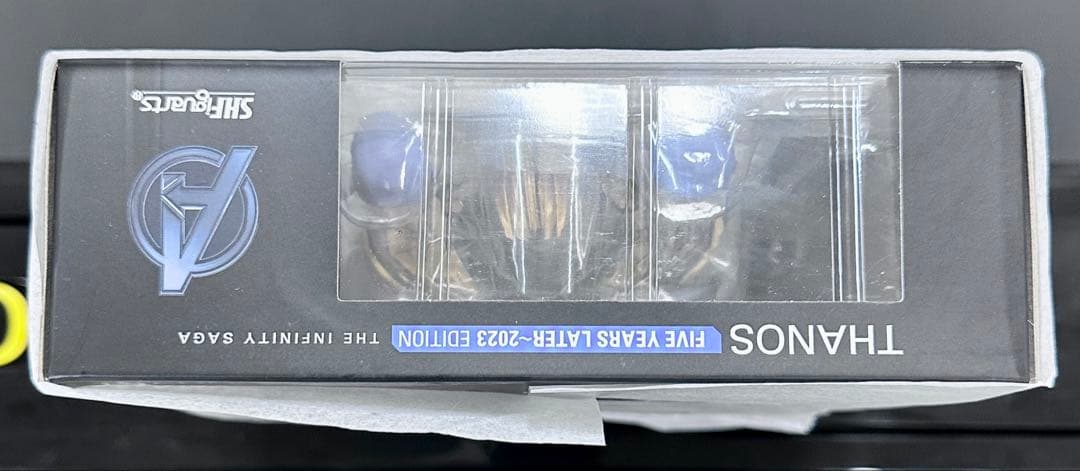 THANOS FIVE YEARS LATER~2023 EDITION THE INFINITY SAGA
S.H.Figuarts®